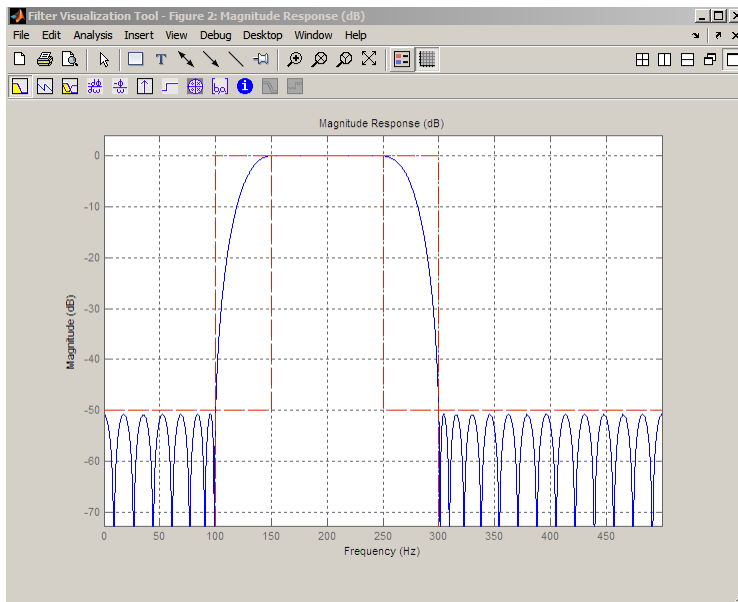 Filter Visualization Tool - Figure 2: Magnitude Response (dB)
File Edit Analysis Insert View Debug Desktop Window Help
Magnitude Response (dB)
0
-10
-20
-30
-40
-50
-60
-70
Magnitude (dB)
0 50 100 150 200 250 300 350 400 450
Frequency (Hz)